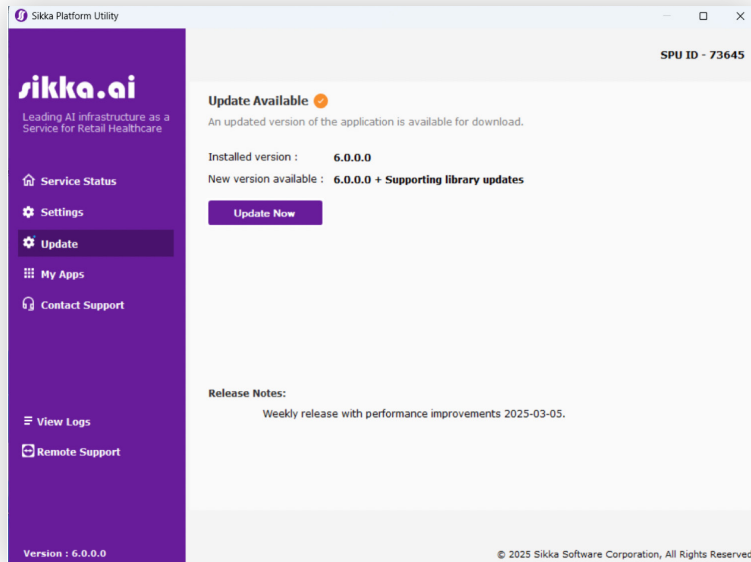 Sikka Platform Utility
SPU ID - 73645
sikka.ai
Leading AI infrastructure as a
Service for Retail Healthcare
Service Status
Settings
Update
My Apps
Contact Support
View Logs
Remote Support
Version : 6.0.0.0
Update Available
An updated version of the application is available for download.
Installed version : 6.0.0.0
New version available : 6.0.0.0 + Supporting library updates
Update Now
Release Notes:
Weekly release with performance improvements 2025-03-05.
© 2025 Sikka Software Corporation, All Rights Reserved